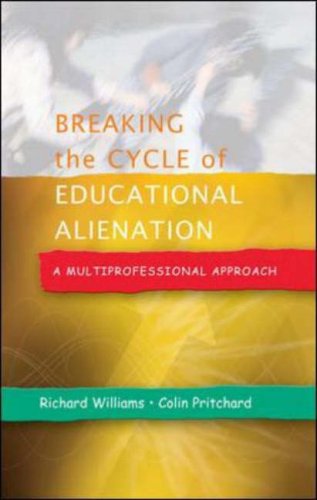 BREAKING
the CYCLE of
EDUCATIONAL
ALIENATION
A MULTIPROFESSIONAL APPROACH
Richard Williams • Colin Pritchard